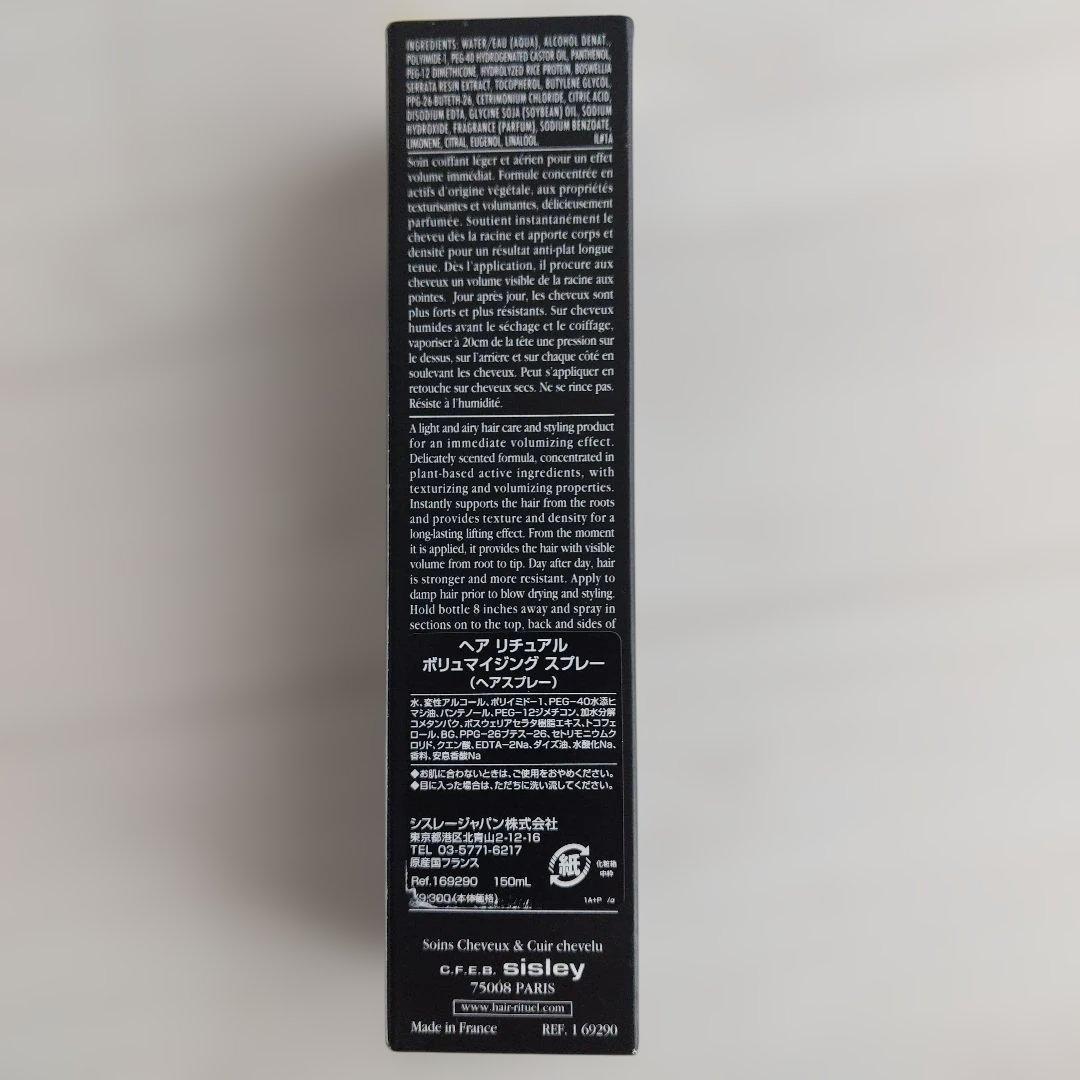 INGREDIENTS: WATER/EAU (AQUA), ALCOHOL DENAT.,
POLYIMIDE-1, PEG-40 HYDROGENATED CASTOR OIL, PANTHENOL,
PEG-12 DIMETHICONE, HYDROLYZED RICE PROTEIN, BOSWELLIA
SERRATA RESIN EXTRACT, TOCOPHEROL, BUTYLENE GLYCOL,
PPG-26 BUTETH-26, CETRIMONIUM CHLORIDE, CITRIC ACID,
DISODIUM EDTA, GLYCINE SOJA (SOYBEAN) OIL, SODIUM
HYDROXIDE, FRAGRANCE (PARFUM), SODIUM BENZOATE,
LIMONENE, CITRAL, EUGENOL, LINALOOL. IL#1A
Soin coiffant léger et aérien pour un effet
volume immédiat. Formule concentrée en
actifs d'origine végétale, aux propriétés
texturisantes et volumantes, délicieusement
parfumée. Soutient instantanément le
cheveu dès la racine et apporte corps et
densité pour un résultat anti-plat longue
tenue. Dès l'application, il procure aux
cheveux un volume visible de la racine aux
pointes. Jour après jour, les cheveux sont
plus forts et plus résistants. Sur cheveux
humides avant le séchage et le coiffage,
vaporiser à 20cm de la tête une pression sur
le dessus, sur l'arrière et sur chaque côté en
soulevant les cheveux. Peut s'appliquer en
retouche sur cheveux secs. Ne se rince pas.
Résiste à l'humidité.
A light and airy hair care and styling product
for an immediate volumizing effect.
Delicately scented formula, concentrated in
plant-based active ingredients, with
texturizing and volumizing properties.
Instantly supports the hair from the roots
and provides texture and density for a
long-lasting lifting effect. From the moment
it is applied, it provides the hair with visible
volume from root to tip. Day after day, hair
is stronger and more resistant. Apply to
damp hair prior to blow drying and styling.
Hold bottle 8 inches away and spray in
sections on to the top, back and sides of
ヘア リチュアル
ボリュマイジング スプレー
(ヘアスプレー)
水、変性アルコール、ポリイミド-1、PEG-40水添ヒ
マシ油、パンテノール、PEG-12ジメチコン、加水分解
コメタンパク、ボスウェリアセラタ樹脂エキス、トコフェ
ロール、BG、PPG-26ブテス-26、セトリモニウムク
ロリド、クエン酸、EDTA-2Na、ダイズ油、水酸化Na、
香料、安息香酸Na
◆お肌に合わないときは、ご使用をおやめください。
◆目に入った場合は、ただちに洗い流してください。
シスレージャパン株式会社
東京都港区北青山2-12-16
TEL 03-5771-6217
原産国フランス
紙 化粧箱
中枠
Ref.169290 150mL
¥9,300(本体価格)
1A+P /α
Soins Cheveux & Cuir chevelu
C.F.E.B. sisley
75008 PARIS
www.hair-rituel.com
Made in France REF. 169290